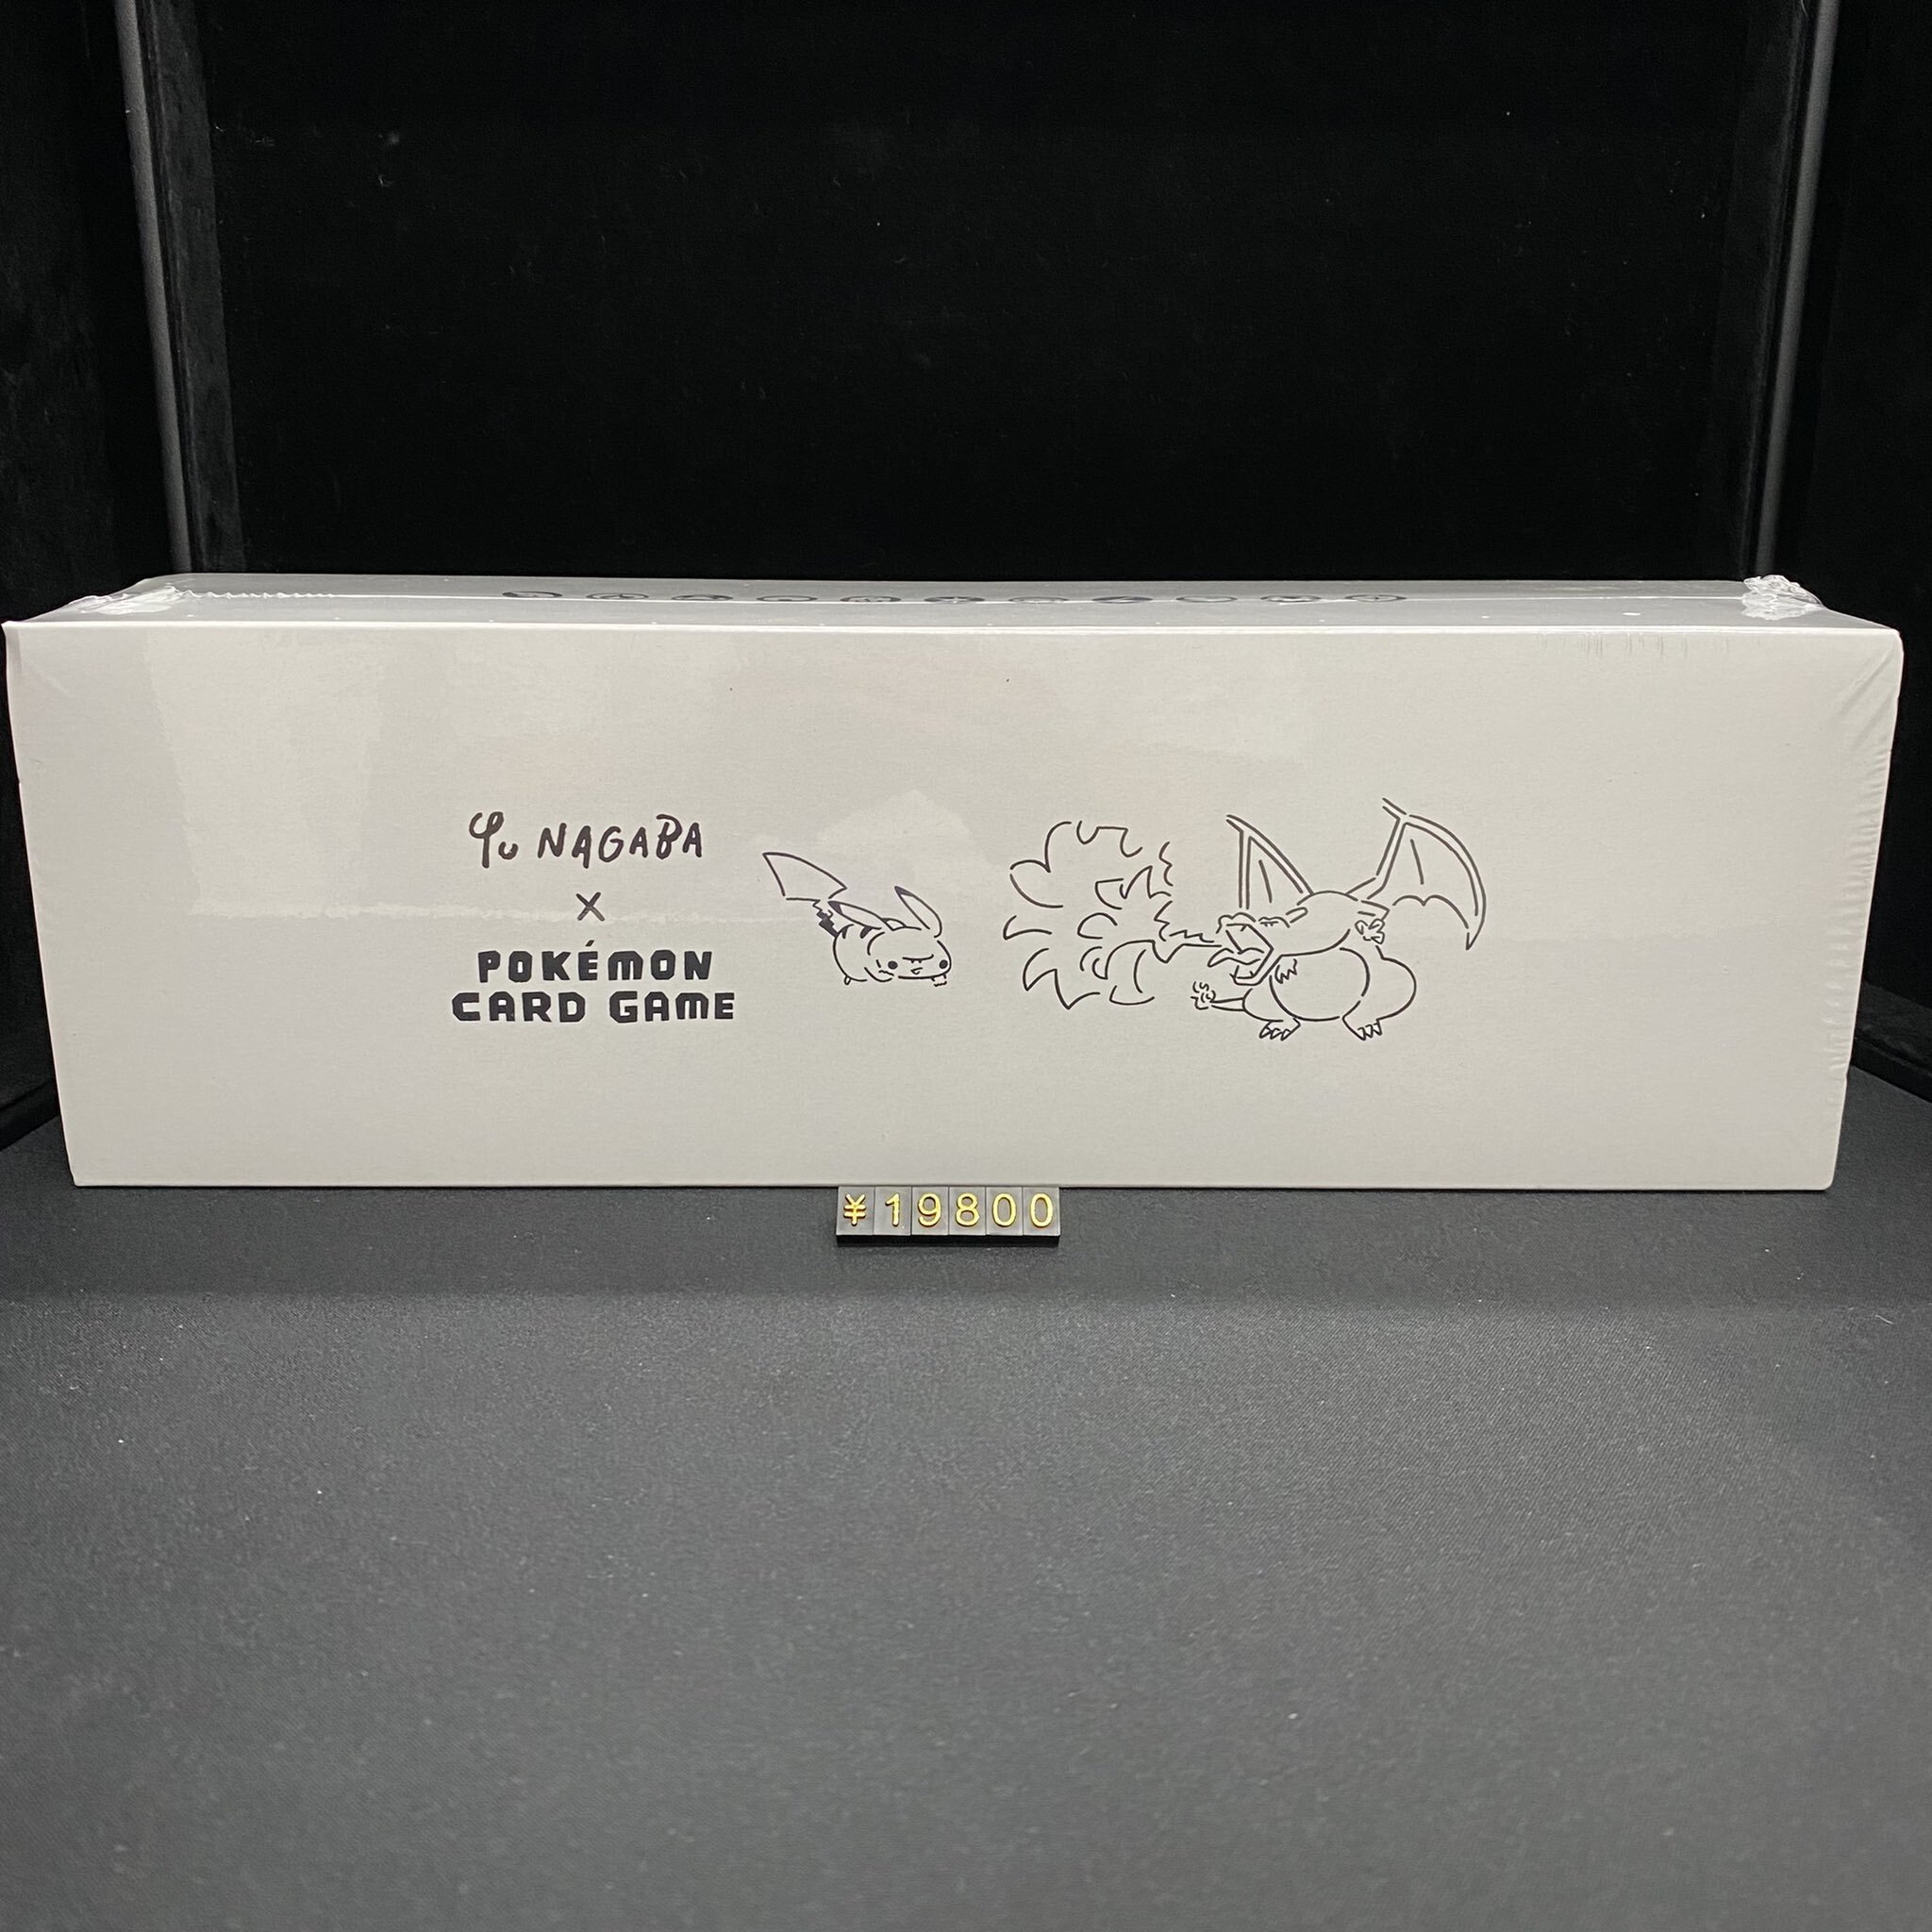 Yu NAGABA
×
POKÉMON
CARD GAME
¥19800